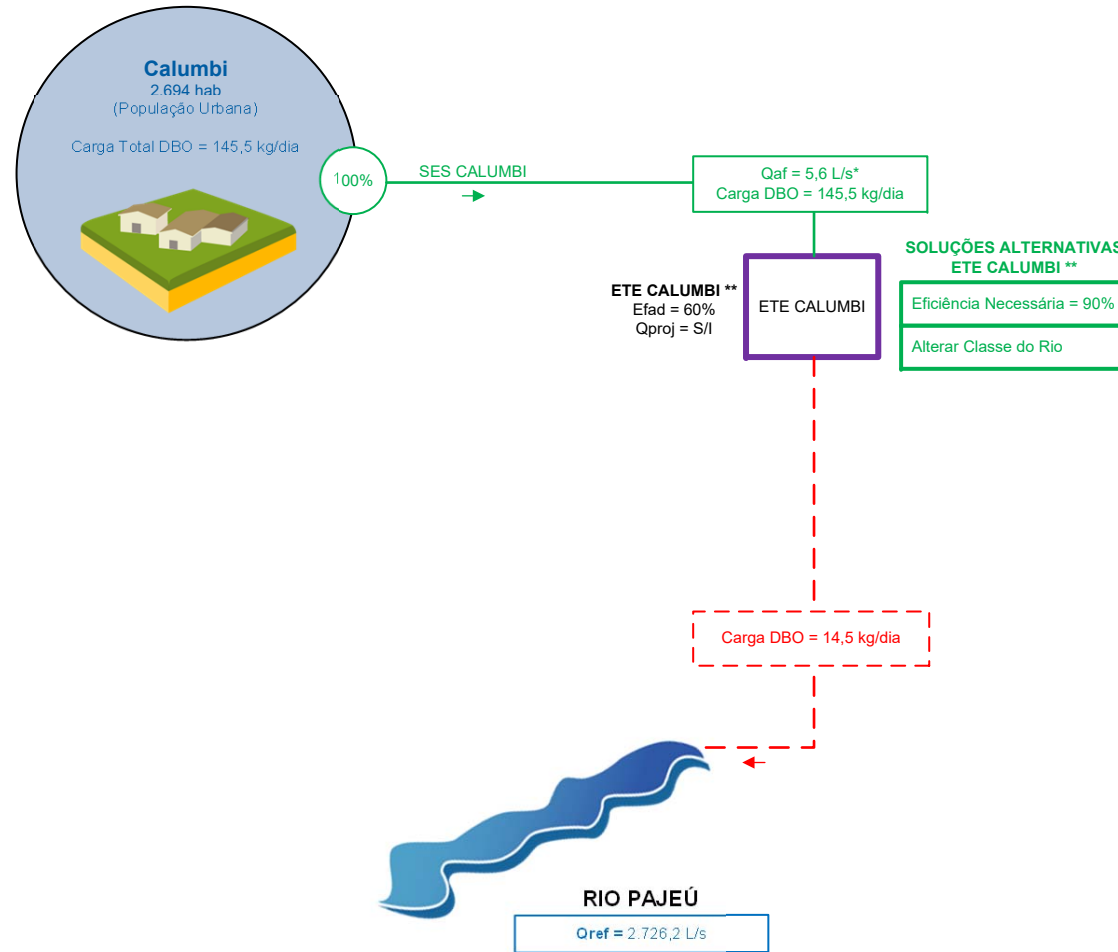 Calumbi
2.694 hab
(População Urbana)
Carga Total DBO = 145,5 kg/dia
100%
SES CALUMBI
Qaf = 5,6 L/s*
Carga DBO = 145,5 kg/dia
ETE CALUMBI **
Efad = 60%
Qproj = S/I
ETE CALUMBI
SOLUÇÕES ALTERNATIVAS
ETE CALUMBI **
Eficiência Necessária = 90%
Alterar Classe do Rio
Carga DBO = 14,5 kg/dia
RIO PAJEÚ
Qref = 2.726,2 L/s